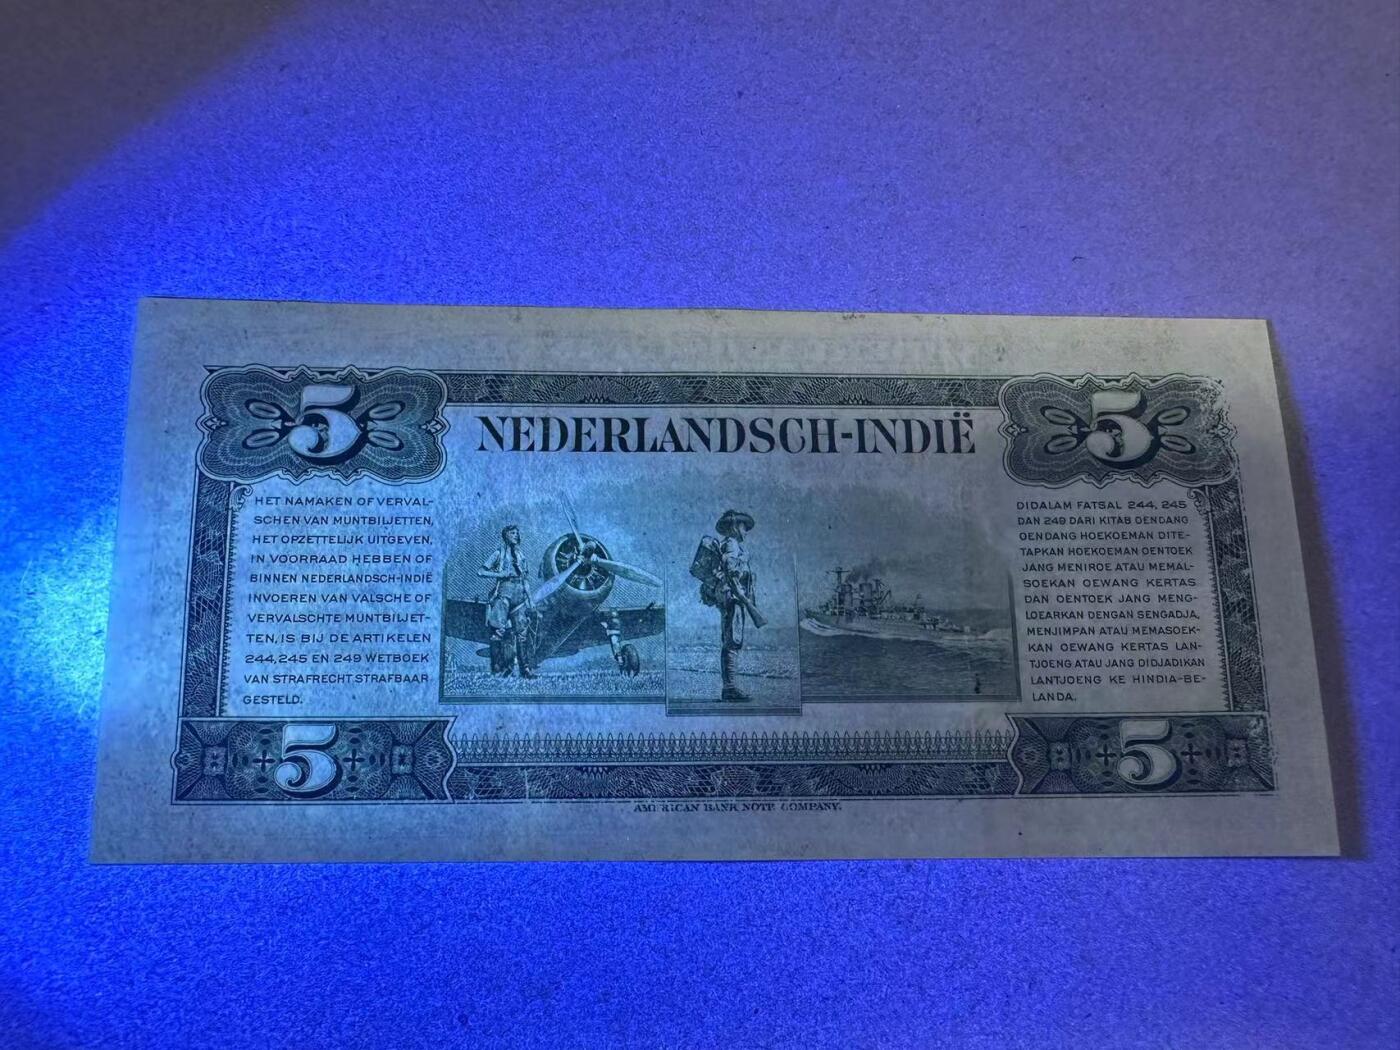 5
5
NEDERLANDSCH-INDIË
HET NAMAKEN OF VERVAL-
SCHEN VAN MUNTBILJETTEN,
HET OPZETTELIJK UITGEVEN,
IN VOORRAAD HEBBEN OF
BINNEN NEDERLANDSCH-INDIË
INVOEREN VAN VALSCHE OF
VERVALSCHTE MUNTBILJET-
TEN, IS BIJ DE ARTIKELEN
244, 245 EN 249 WETBOEK
VAN STRAFRECHT STRAFBAAR
GESTELD.
DIDALAM FATSAL 244, 245
DAN 249 DARI KITAB OENDANG
OENDANG HOEKOEMAN DITE-
TAPKAN HOEKOEMAN OENTOEK
JANG MENIROE ATAU MEMAL-
SOEKAN OEWANG KERTAS
DAN OENTOEK JANG MENG-
LOEARKAN DENGAN SENGADJA,
MENJIMPAN ATAU MEMASOEK-
KAN OEWANG KERTAS LAN-
TJOENG ATAU JANG DIDJADIKAN
LANTJOENG KE HINDIA-BE-
LANDA.
5
5
AMERICAN BANK NOTE COMPANY.